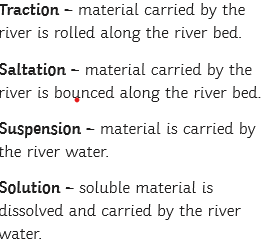 Traction – material carried by the
river is rolled along the river bed.
Saltation – material carried by the
river is bounced along the river bed.
Suspension – material is carried by
the river water.
Solution – soluble material is
dissolved and carried by the river
water.